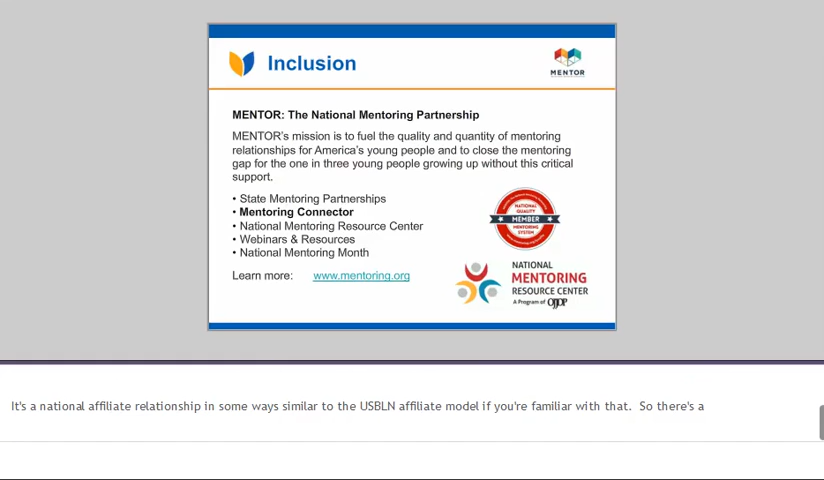 Inclusion
MENTOR
MENTOR: The National Mentoring Partnership
MENTOR's mission is to fuel the quality and quantity of mentoring
relationships for America's young people and to close the mentoring
gap for the one in three young people growing up without this critical
support.
• State Mentoring Partnerships
• Mentoring Connector
• National Mentoring Resource Center
• Webinars & Resources
• National Mentoring Month
NATIONAL
QUALITY
MEMBER
MENTORING
SYSTEM
Learn more: www.mentoring.org
NATIONAL
MENTORING
RESOURCE CENTER
A Program of OJJDP
It's a national affiliate relationship in some ways similar to the USBLN affiliate model if you're familiar with that. So there's a